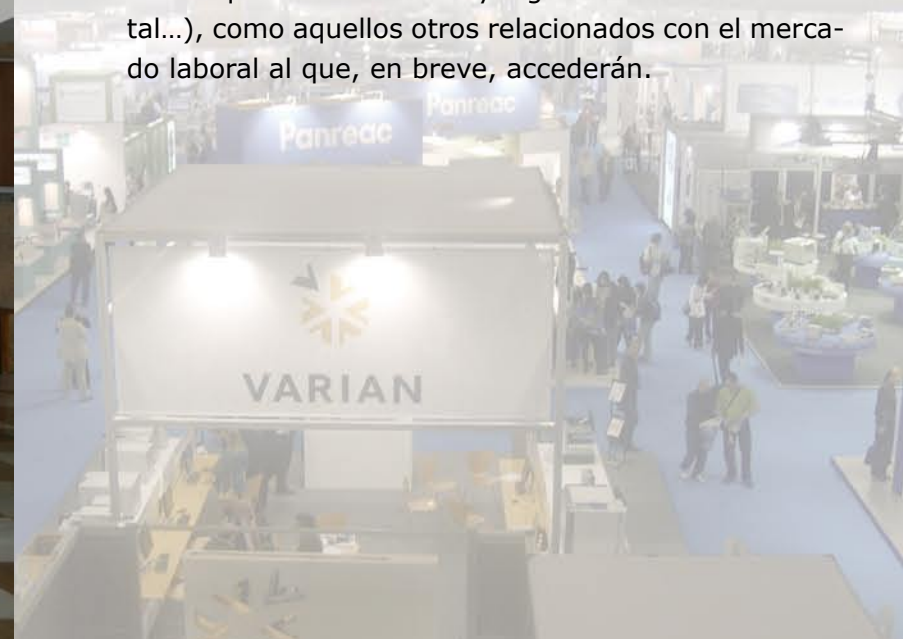 tal…), como aquellos otros relacionados con el merca-
do laboral al que, en breve, accederán.
Panreac
Panreac
VARIAN